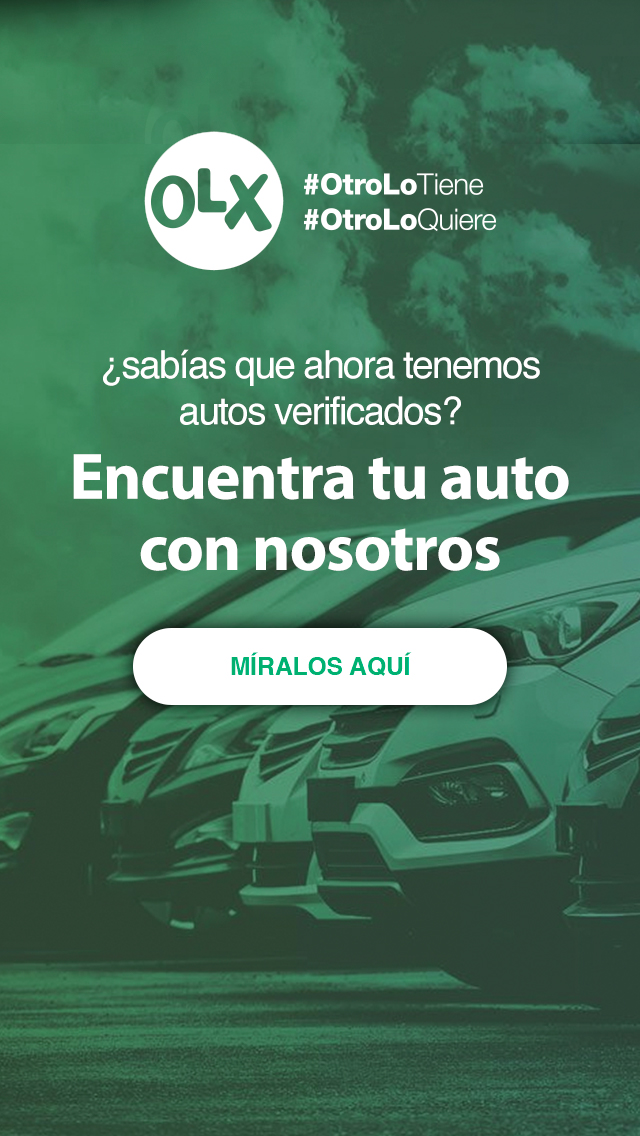 OLX
#OtroLoTiene
#OtroLoQuiere
¿sabías que ahora tenemos
autos verificados?
Encuentra tu auto
con nosotros
MÍRALOS AQUÍ